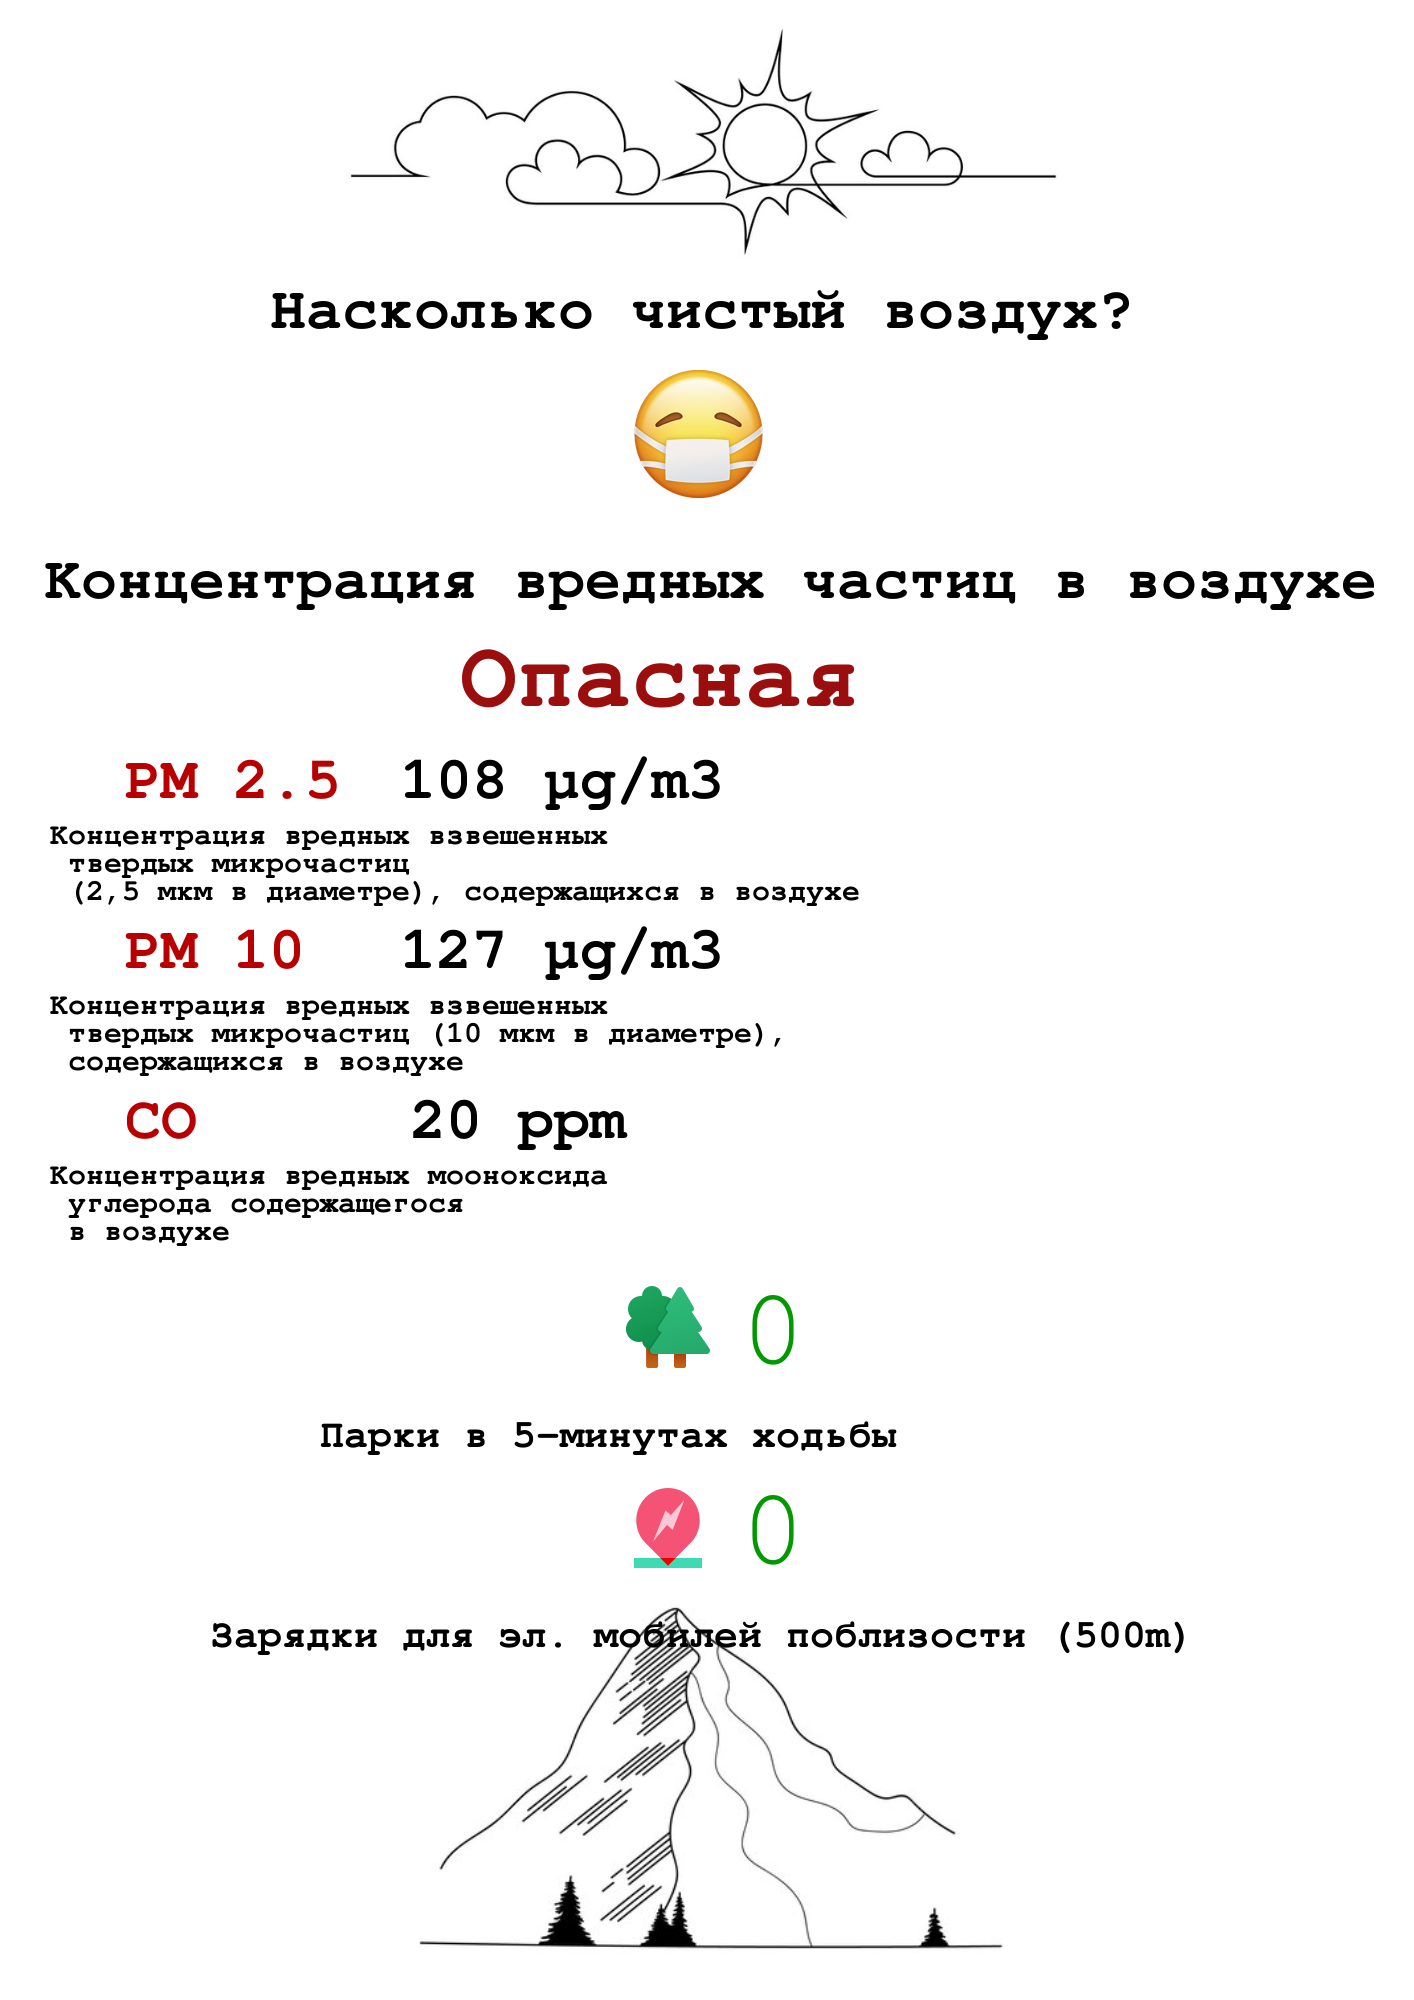 Насколько чистый воздух?
Концентрация вредных частиц в воздухе
Опасная
PM 2.5 108 µg/m3
Концентрация вредных взвешенных
твердых микрочастиц
(2,5 мкм в диаметре), содержащихся в воздухе
PM 10 127 µg/m3
Концентрация вредных взвешенных
твердых микрочастиц (10 мкм в диаметре),
содержащихся в воздухе
CO 20 ppm
Концентрация вредных мооноксида
углерода содержащегося
в воздухе
0
Парки в 5-минутах ходьбы
0
Зарядки для эл. мобилей поблизости (500m)